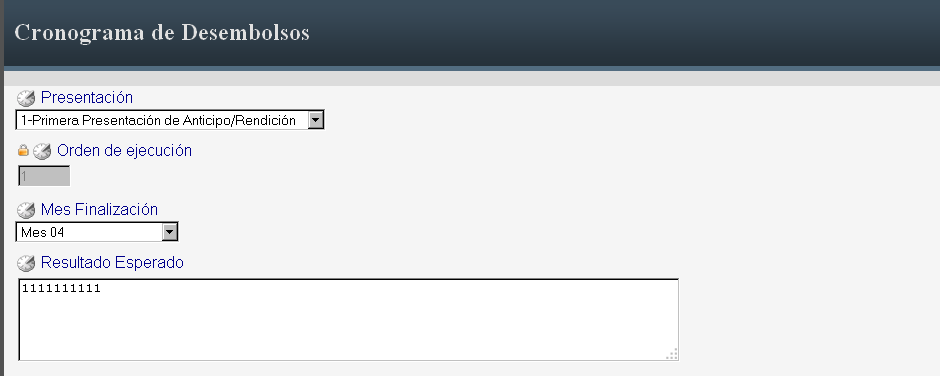 Cronograma de Desembolsos
Presentación
1-Primera Presentación de Anticipo/Rendición
Orden de ejecución
1
Mes Finalización
Mes 04
Resultado Esperado
1111111111